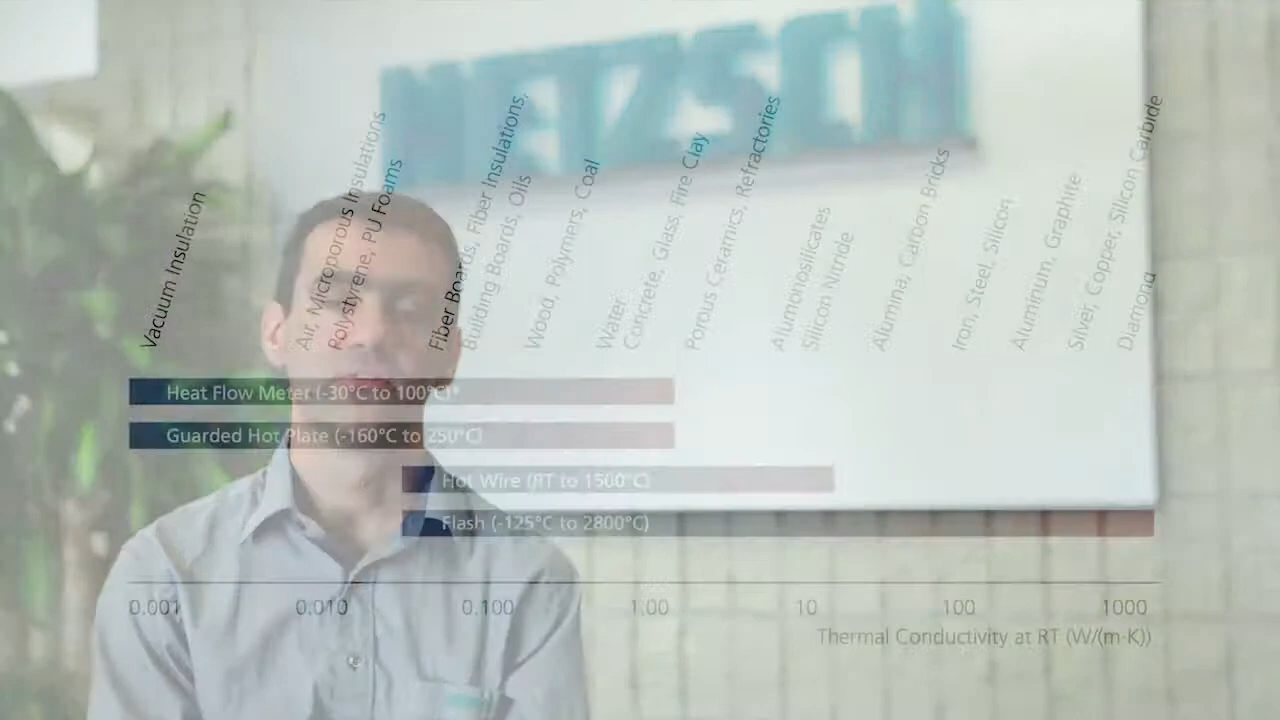 NETZSCH
Vacuum Insulation
Air, Microporous Insulations
Polystyrene, PU Foams
Fiber Boards, Fiber Insulations,
Building Boards, Oils
Wood, Polymers, Coal
Water
Concrete, Glass, Fire Clay
Porous Ceramics, Refractories
Alumonosilicates
Silicon Nitride
Alumina, Carbon Bricks
Iron, Steel, Silicon
Aluminum, Graphite
Silver, Copper, Silicon Carbide
Diamond
Heat Flow Meter (-30°C to 100°C)*
Guarded Hot Plate (-160°C to 250°C)
Hot Wire (RT to 1500°C)
Flash (-125°C to 2800°C)
0.001 0.010 0.100 1.00 10 100 1000
Thermal Conductivity at RT (W/(m·K))